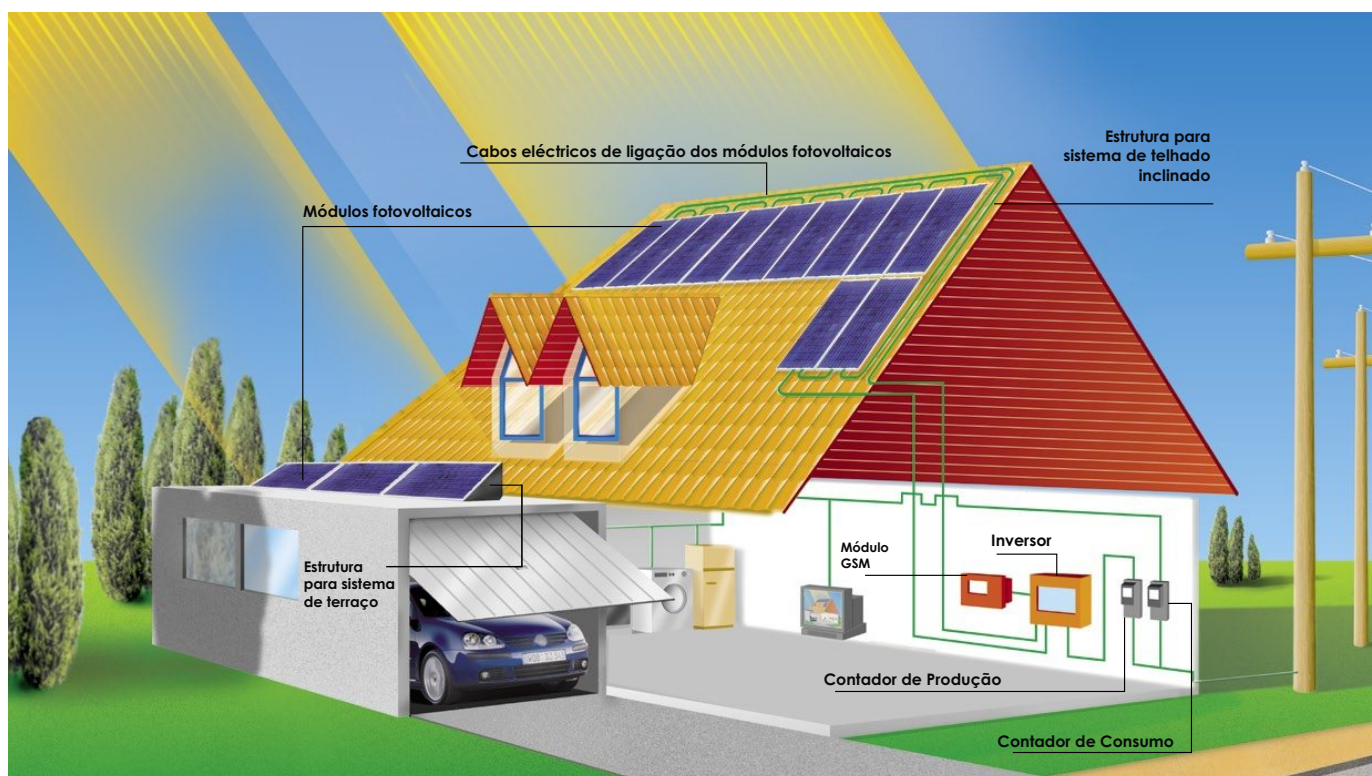 Cabos eléctricos de ligação dos módulos fotovoltaicos
Estrutura para
sistema de telhado
inclinado
Módulos fotovoltaicos
Estrutura
para sistema
de terraço
Módulo
GSM
Inversor
Contador de Produção
Contador de Consumo